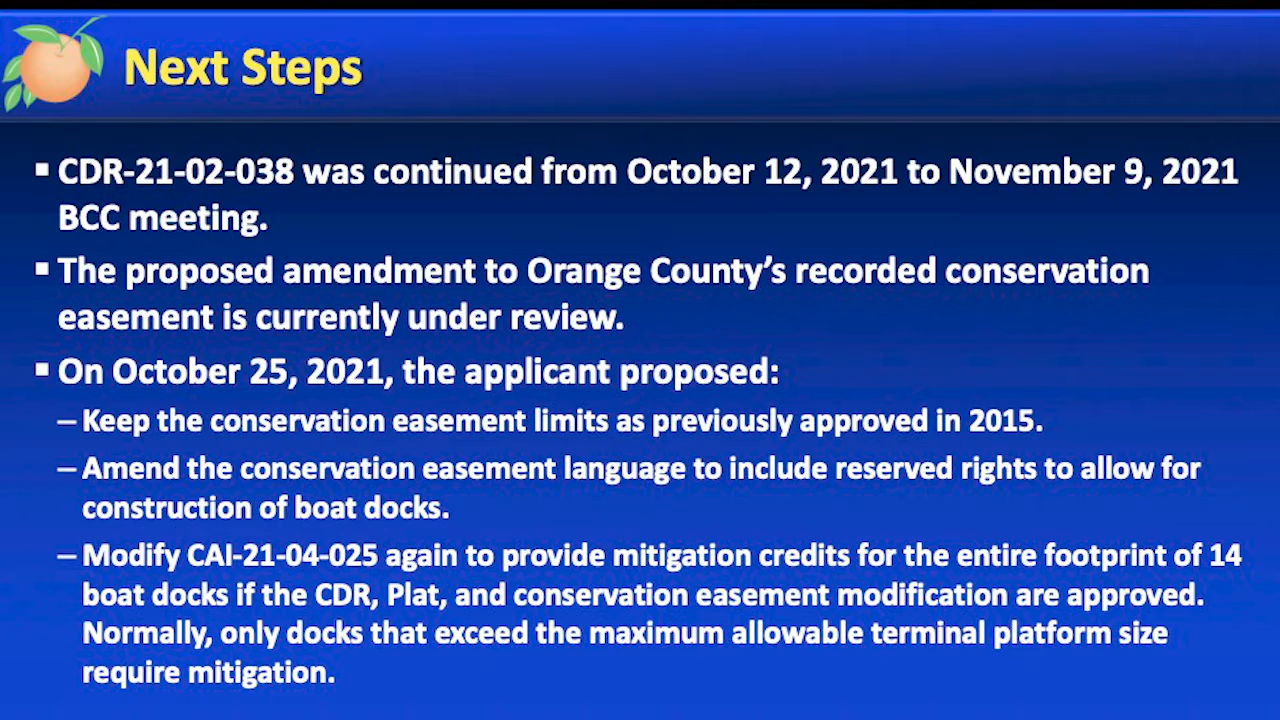 Next Steps
▪ CDR-21-02-038 was continued from October 12, 2021 to November 9, 2021
BCC meeting.
▪ The proposed amendment to Orange County’s recorded conservation
easement is currently under review.
▪ On October 25, 2021, the applicant proposed:
– Keep the conservation easement limits as previously approved in 2015.
– Amend the conservation easement language to include reserved rights to allow for
construction of boat docks.
– Modify CAI-21-04-025 again to provide mitigation credits for the entire footprint of 14
boat docks if the CDR, Plat, and conservation easement modification are approved.
Normally, only docks that exceed the maximum allowable terminal platform size
require mitigation.